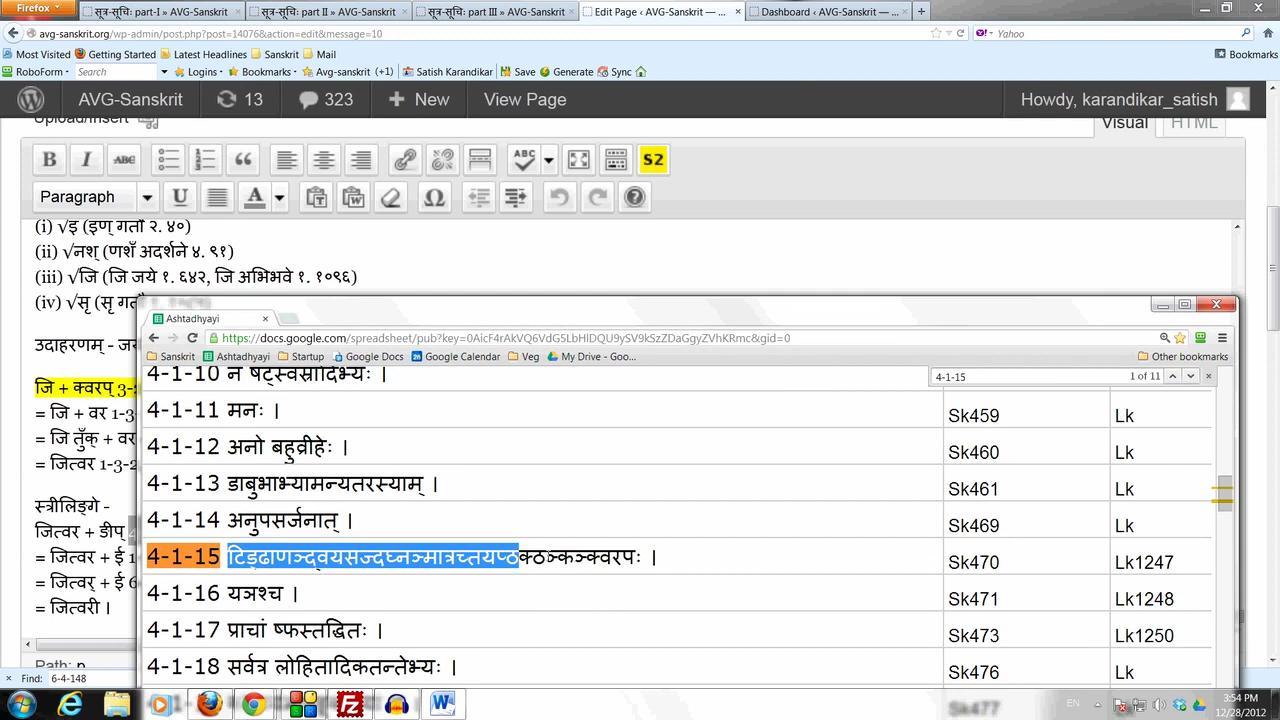 Firefox
सूत्र-सूचिः part-I » AVG-Sanskrit
सूत्र-सूचिः part II » AVG-Sanskrit
सूत्र-सूचिः part III » AVG-Sanskrit
Edit Page ‹ AVG-Sanskrit — ...
Dashboard ‹ AVG-Sanskrit — ...
avg-sanskrit.org/wp-admin/post.php?post=14076&action=edit&message=10
Yahoo
Most Visited Getting Started Latest Headlines Sanskrit Mail
Bookmarks
RoboForm Search Logins Bookmarks Avg-sanskrit (+1) Satish Karandikar Save Generate Sync
AVG-Sanskrit 13 323 New View Page Howdy, karandikar_satish
Upload/Insert Visual HTML
B I ABC ABC S2
Paragraph U A Ω
(i) √इ (इण् गतौ २. ४०)
(ii) √नश् (णशँ अदर्शने ४. ९१)
(iii) √जि (जि जये १. ६४२, जि अभिभवे १. १०९६)
(iv) √सृ (सृ गतौ
उदाहरणम् -
जि + क्वरप् 3-
= जि + वर 1-3-
= जि तुँक् + वर
= जित्वर 1-3-2
स्त्रीलिङ्गे -
जित्वर + ङीप् 4
= जित्वर + ई 1
= जित्वर् + ई 6
= जित्वरी ।
Path: p
Find: 6-4-148
Ashtadhyayi
https://docs.google.com/spreadsheet/pub?key=0AicF4rAkVQ6VdG5LbHlDQU9ySV9kSzZDaGgyZVhKRmc&gid=0
Sanskrit Ashtadhyayi Startup Google Docs Google Calendar Veg My Drive - Goo... Other bookmarks
4-1-15 1 of 11
4-1-10 न षट्स्वस्रादिभ्यः ।
4-1-11 मनः । Sk459 Lk
4-1-12 अनो बहुव्रीहेः । Sk460 Lk
4-1-13 डाबुभाभ्यामन्यतरस्याम् । Sk461 Lk
4-1-14 अनुपसर्जनात् । Sk469 Lk
4-1-15 टिड्ढाणञ्द्वयसज्दघ्नञ्मात्रच्तयप्ठक्ठञ्कञ्क्वरपः । Sk470 Lk1247
4-1-16 यञश्च । Sk471 Lk1248
4-1-17 प्राचां ष्फस्तद्धितः । Sk473 Lk1250
4-1-18 सर्वत्र लोहितादिकतन्तेभ्यः । Sk476 Lk
Sk477
EN
3:54 PM
12/28/2012